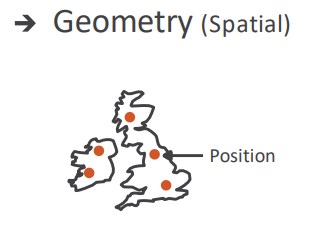 ➔ Geometry (Spatial)
Position